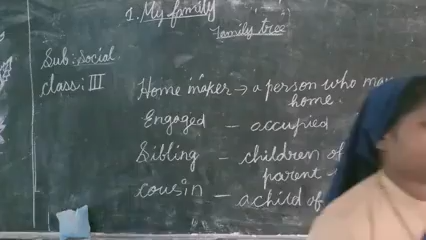 1. My family
Family tree
Sub: social.
class: III
Home maker → a person who
home.
Engaged — occupied
Sibling — children of
parent
cousin — a child of